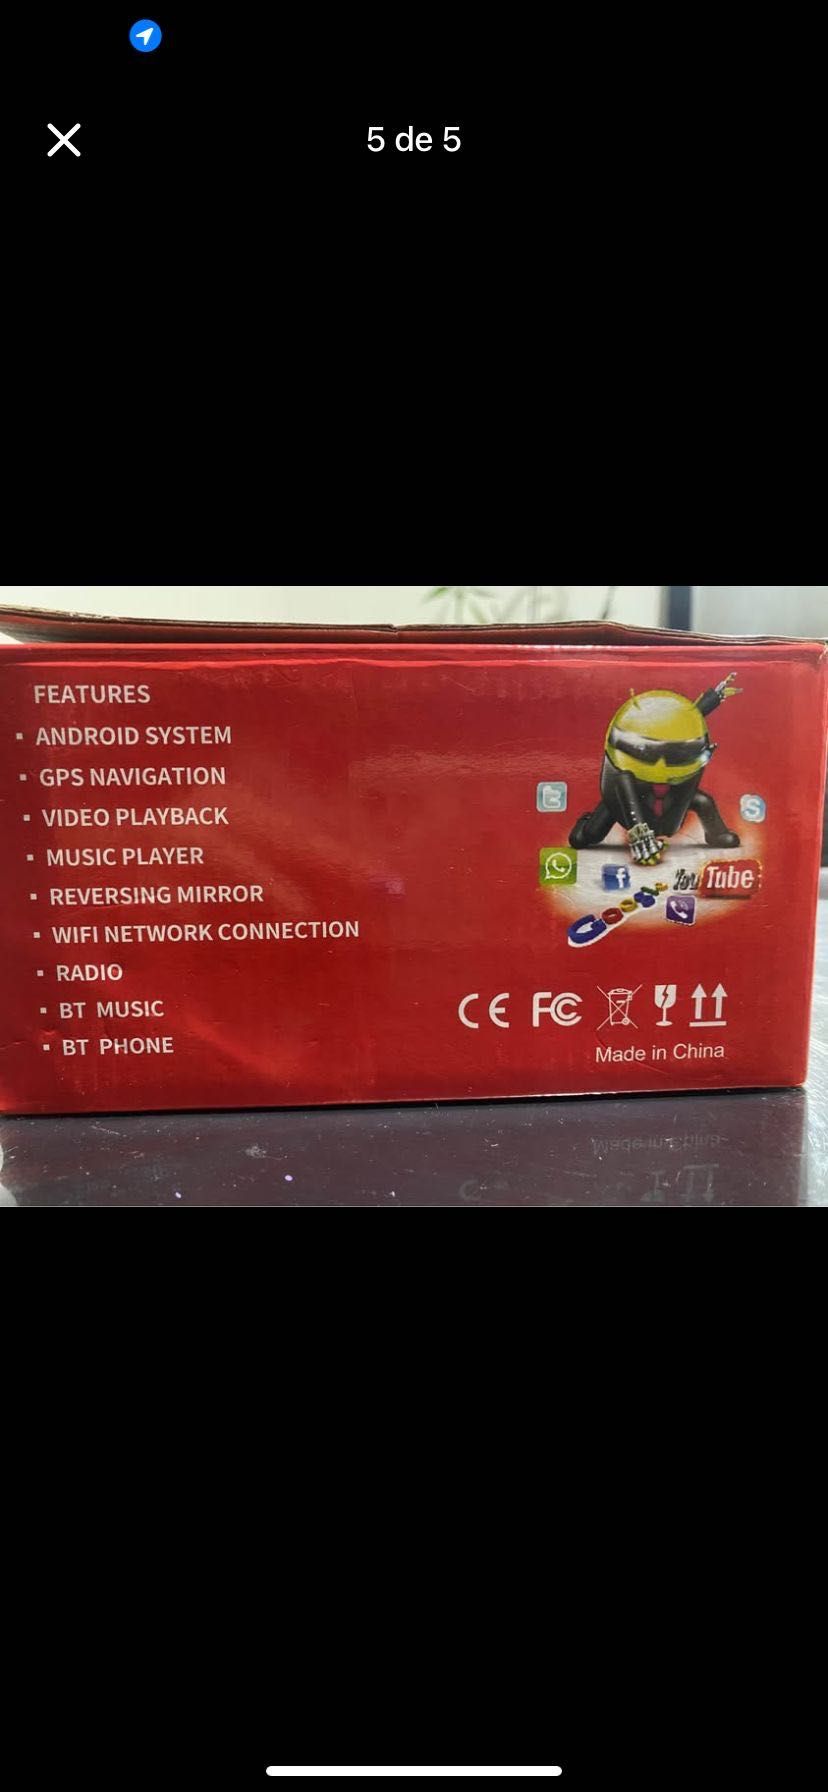 5 de 5
FEATURES
▪ ANDROID SYSTEM
▪ GPS NAVIGATION
▪ VIDEO PLAYBACK
▪ MUSIC PLAYER
▪ REVERSING MIRROR
▪ WIFI NETWORK CONNECTION
▪ RADIO
▪ BT MUSIC
▪ BT PHONE
YouTube
Google
CE FC
Made in China